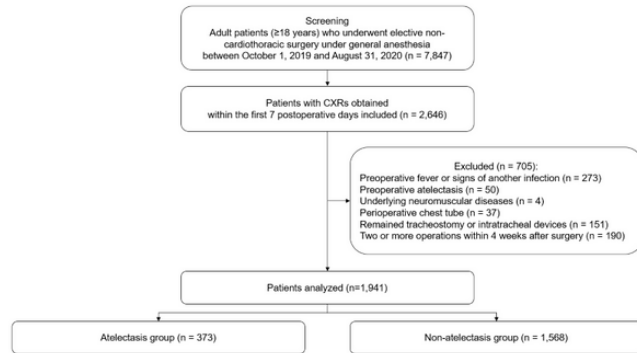 Screening
Adult patients (≥18 years) who underwent elective non-
cardiothoracic surgery under general anesthesia
between October 1, 2019 and August 31, 2020 (n = 7,847)
Patients with CXRs obtained
within the first 7 postoperative days included (n = 2,646)
Excluded (n = 705):
Preoperative fever or signs of another infection (n = 273)
Preoperative atelectasis (n = 50)
Underlying neuromuscular diseases (n = 4)
Perioperative chest tube (n = 37)
Remained tracheostomy or intratracheal devices (n = 151)
Two or more operations within 4 weeks after surgery (n = 190)
Patients analyzed (n=1,941)
Atelectasis group (n = 373)
Non-atelectasis group (n = 1,568)